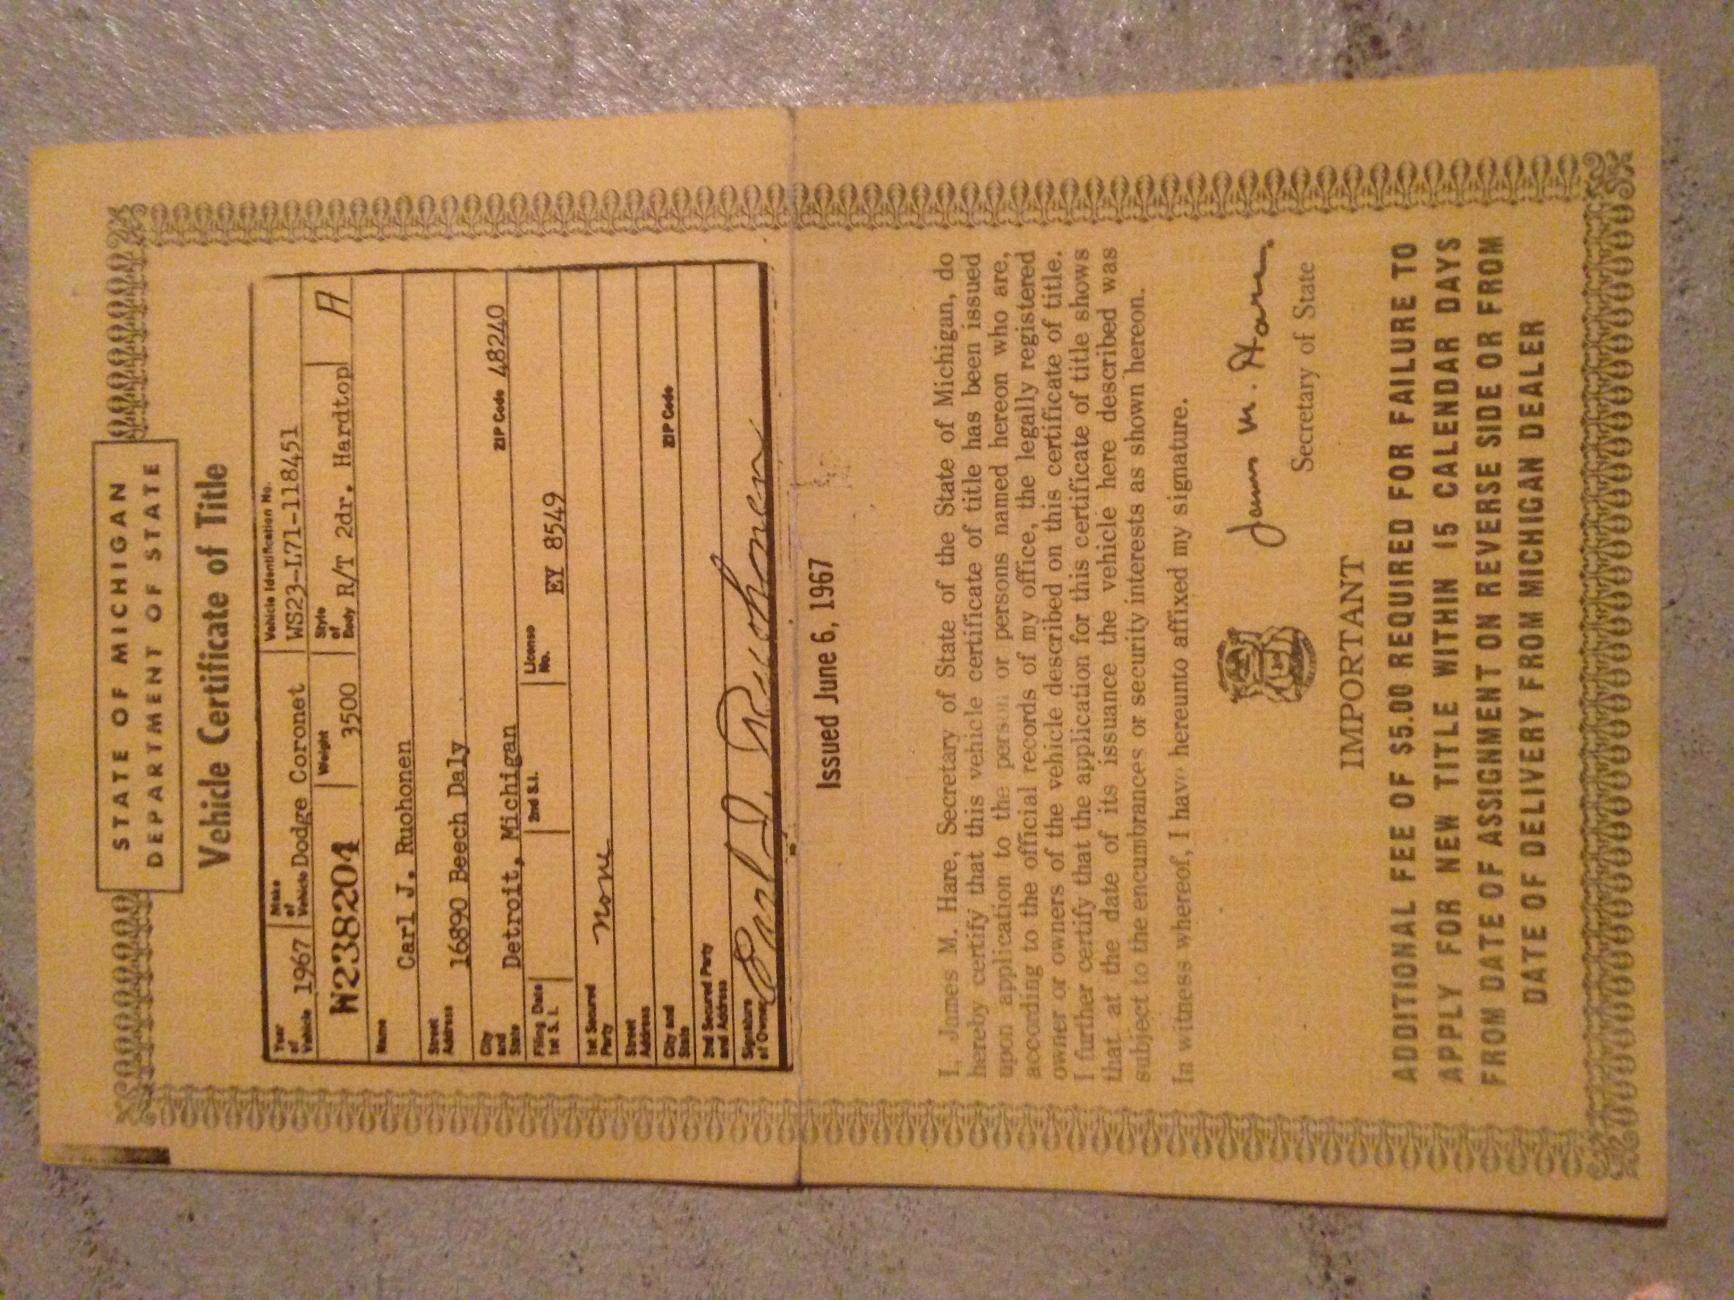 STATE OF MICHIGAN
DEPARTMENT OF STATE
Vehicle Certificate of Title
Year of Vehicle 1967 Make of Vehicle Dodge Coronet Vehicle Identification No. WS23-L71-118451
N238204 Weight 3500 Style of Body R/T 2dr. Hardtop A
Name Carl J. Ruohonen
Street Address 16890 Beech Daly
City and State Detroit, Michigan ZIP Code 48240
Filing Date 1st S.I. 2nd S.I. License No. EY 8549
1st Secured Party None
Street Address
City and State ZIP Code
2nd Secured Party and Address
Signature of Owner Carl J. Ruohonen
Issued June 6, 1967
I, James M. Hare, Secretary of State of the State of Michigan, do
hereby certify that this vehicle certificate of title has been issued
upon application to the person or persons named hereon who are,
according to the official records of my office, the legally registered
owner or owners of the vehicle described on this certificate of title.
I further certify that the application for this certificate of title shows
that at the date of its issuance the vehicle here described was
subject to the encumbrances or security interests as shown hereon.
In witness whereof, I have hereunto affixed my signature.
James M. Hare
Secretary of State
IMPORTANT
ADDITIONAL FEE OF $5.00 REQUIRED FOR FAILURE TO
APPLY FOR NEW TITLE WITHIN 15 CALENDAR DAYS
FROM DATE OF ASSIGNMENT ON REVERSE SIDE OR FROM
DATE OF DELIVERY FROM MICHIGAN DEALER